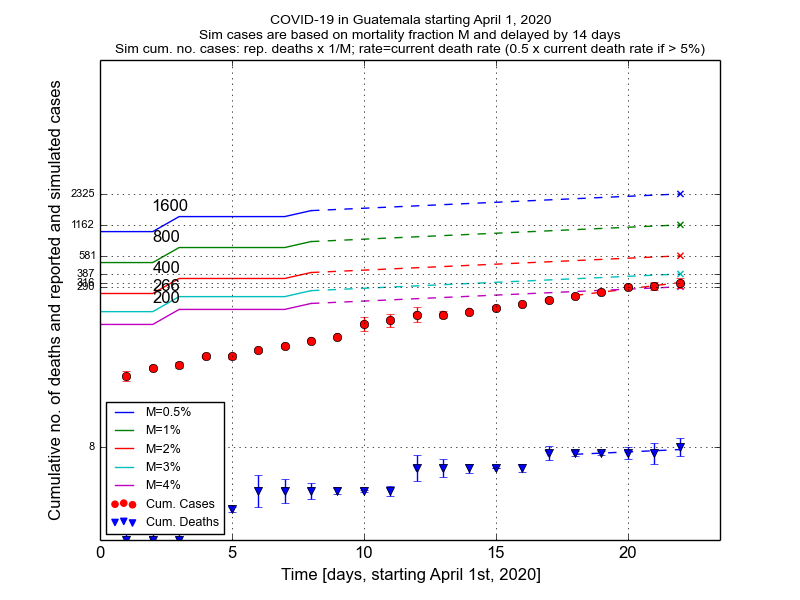 COVID-19 in Guatemala starting April 1, 2020
Sim cases are based on mortality fraction M and delayed by 14 days
Sim cum. no. cases: rep. deaths x 1/M; rate=current death rate (0.5 x current death rate if > 5%)
Cumulative no. of deaths and reported and simulated cases
2325
1162
581
387
316
8
1600
800
400
266
200
M=0.5%
M=1%
M=2%
M=3%
M=4%
Cum. Cases
Cum. Deaths
0 5 10 15 20
Time [days, starting April 1st, 2020]